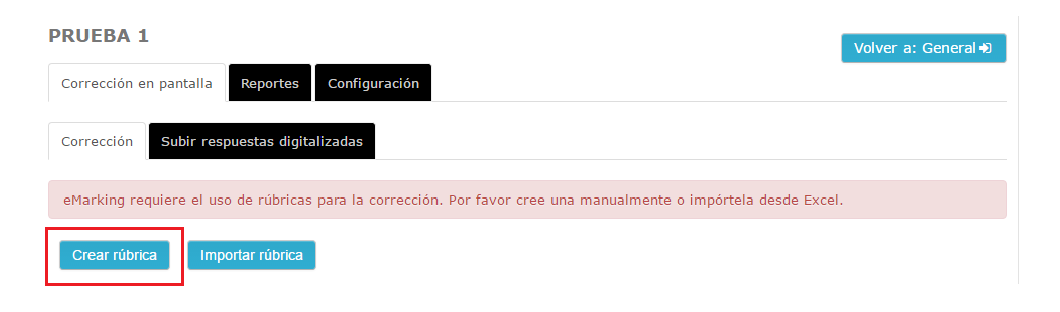 PRUEBA 1
Volver a: General
Corrección en pantalla Reportes Configuración
Corrección Subir respuestas digitalizadas
eMarking requiere el uso de rúbricas para la corrección. Por favor cree una manualmente o impórtela desde Excel.
Crear rúbrica Importar rúbrica